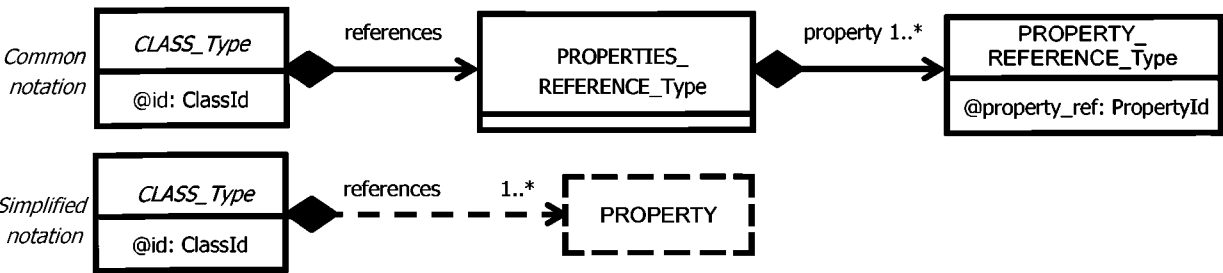 Common
notation
CLASS_Type
@id: ClassId
references
PROPERTIES_
REFERENCE_Type
property 1..*
PROPERTY_
REFERENCE_Type
@property_ref: PropertyId
Simplified
notation
CLASS_Type
@id: ClassId
references
1..*
PROPERTY